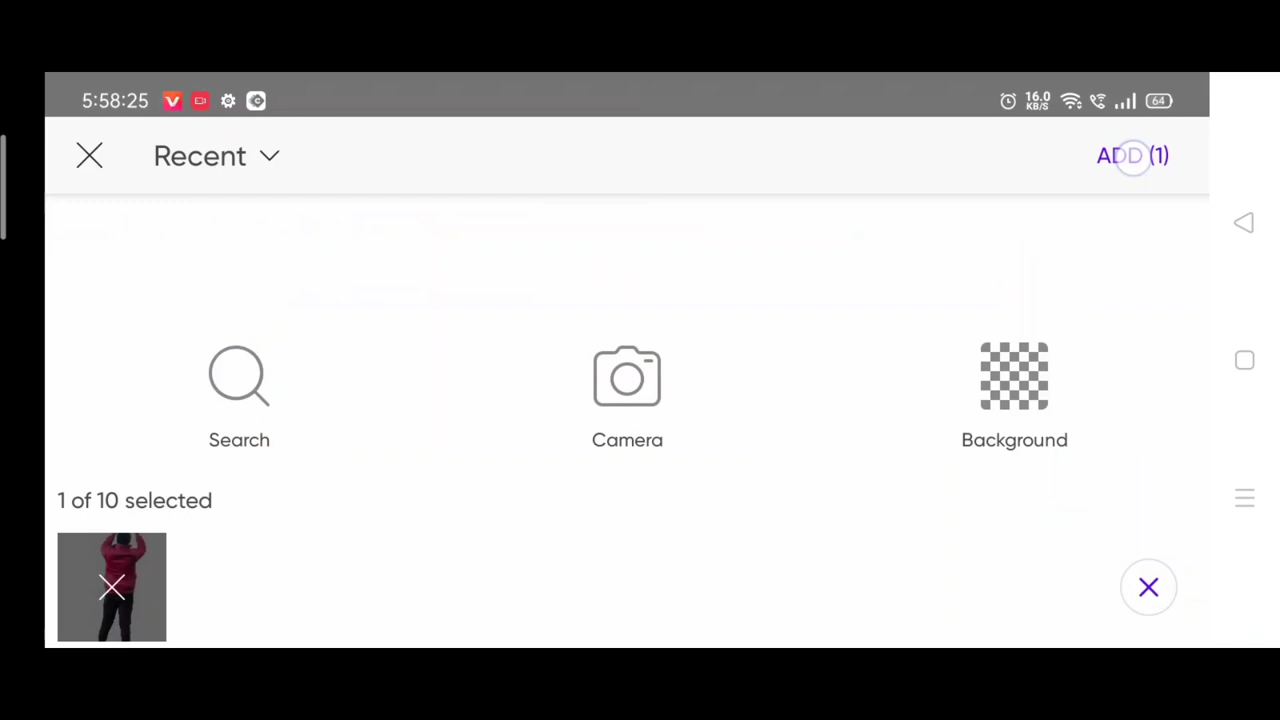 5:58:25
16.0
KB/S
64
Recent
ADD (1)
Search
Camera
Background
1 of 10 selected